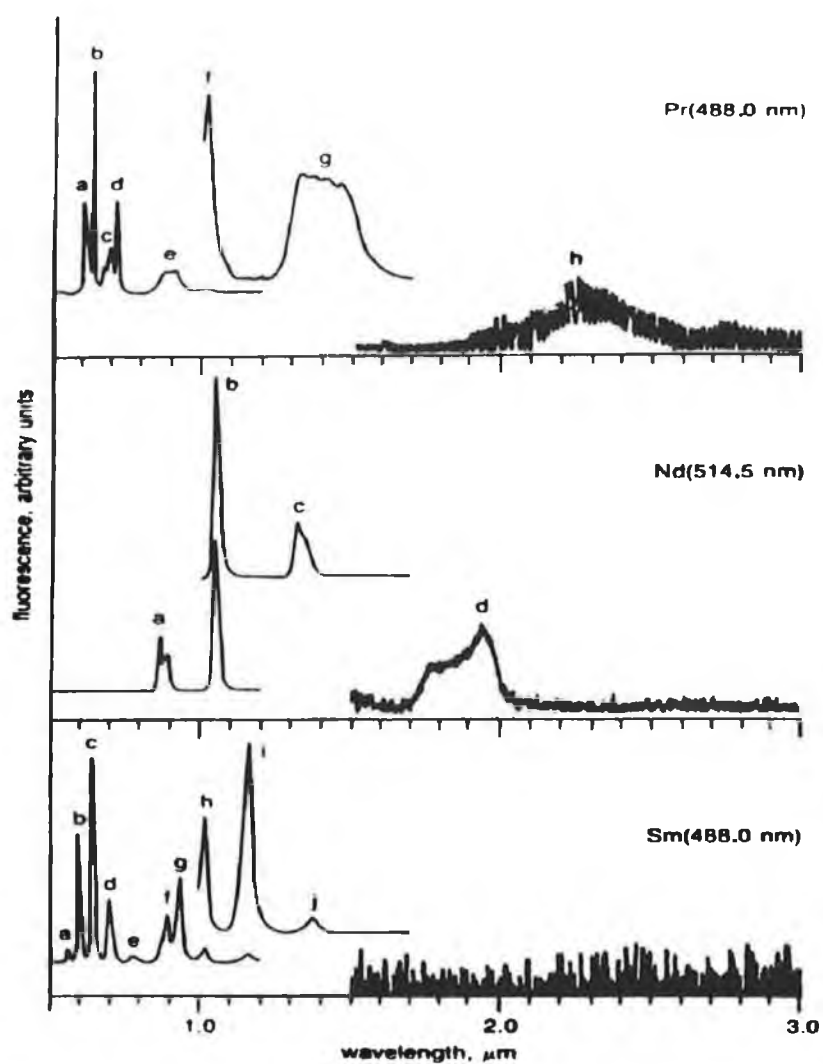 b
f
Pr(488.0 nm)
a
d
g
c
e
h
b
Nd(514.5 nm)
c
a
d
c
i
b
h
Sm(488.0 nm)
d
g
f
j
a
e
1.0
2.0
3.0
wavelength, μm
fluorescence, arbitrary units